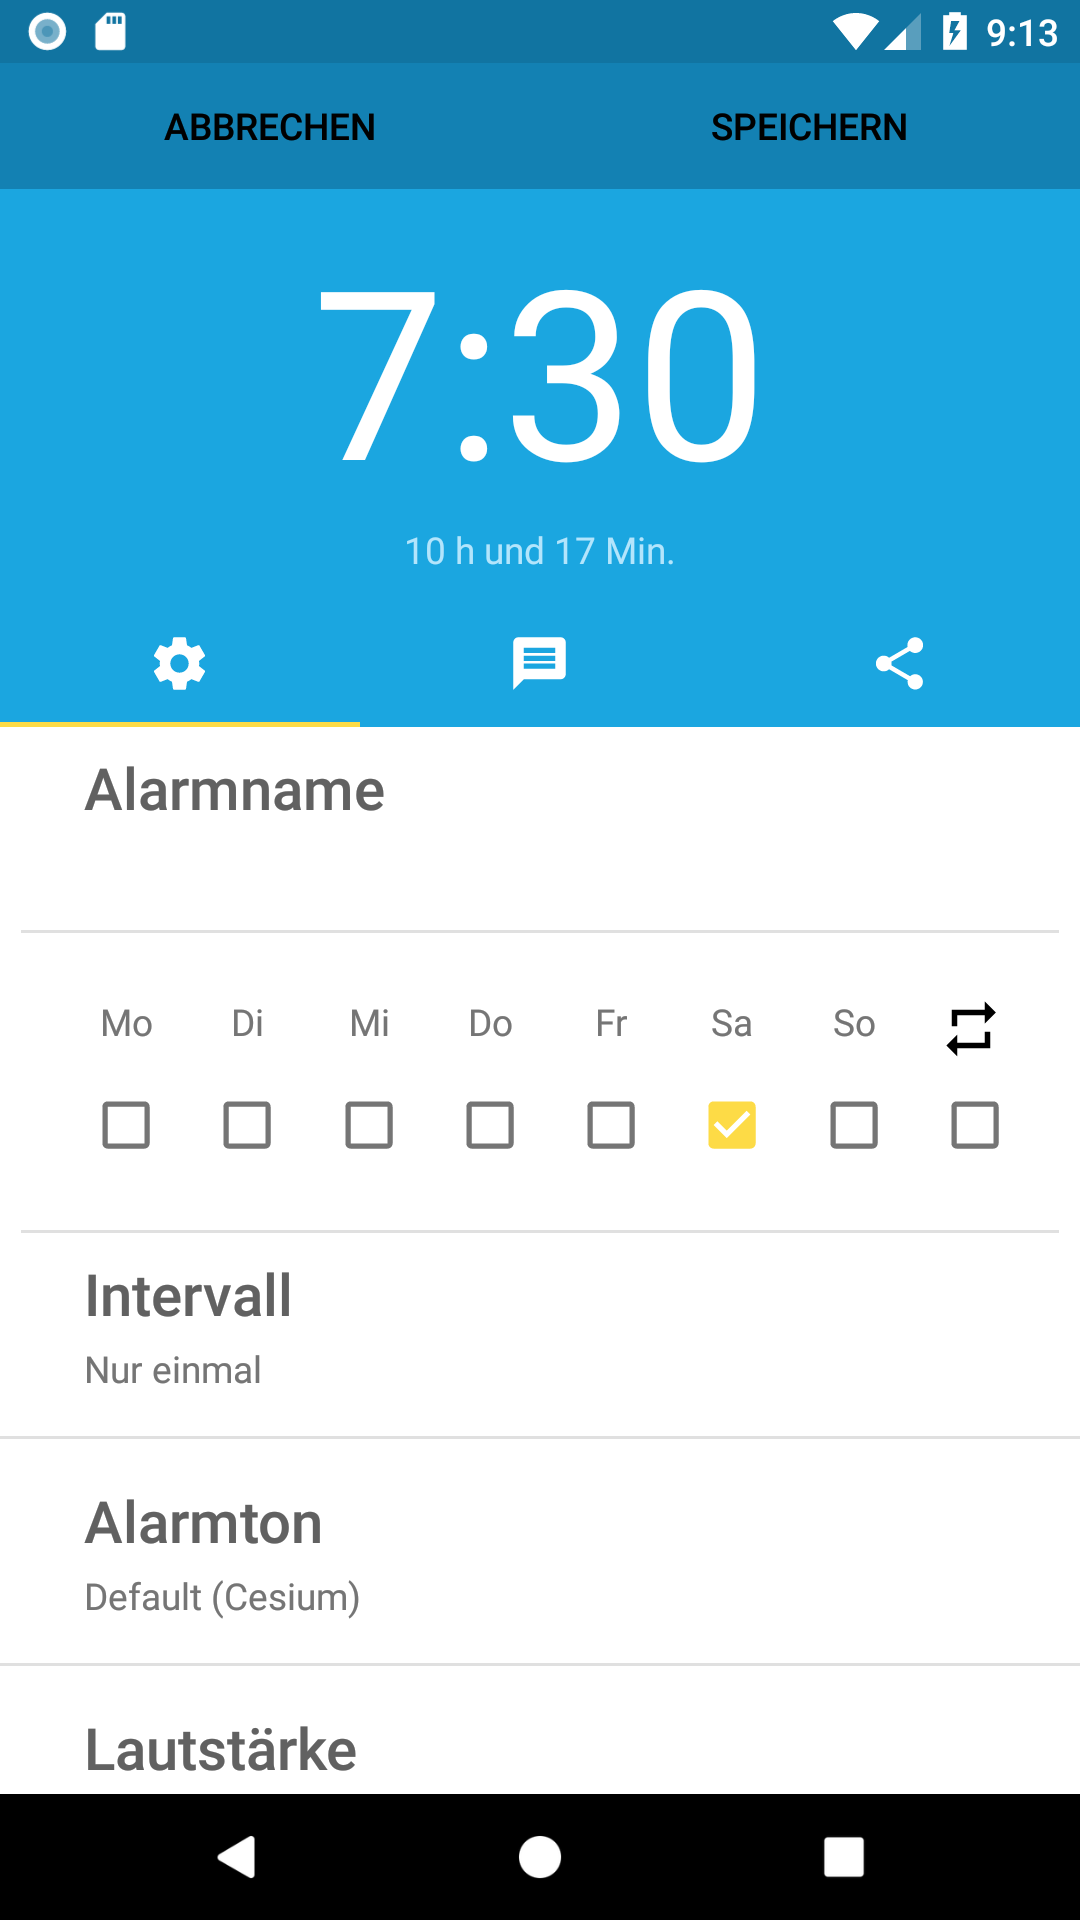 9:13
ABBRECHEN SPEICHERN
7:30
10 h und 17 Min.
Alarmname
Mo Di Mi Do Fr Sa So
Intervall
Nur einmal
Alarmton
Default (Cesium)
Lautstärke